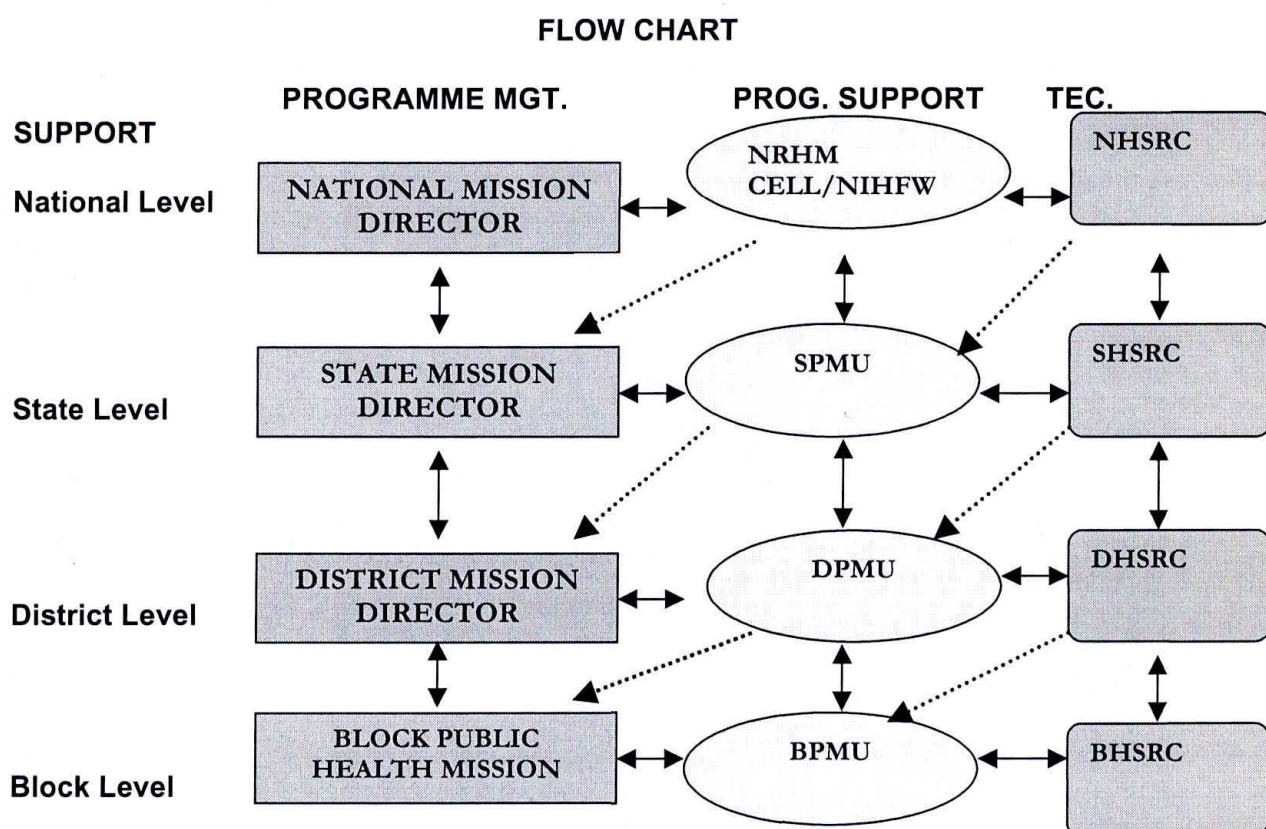 FLOW CHART
PROGRAMME MGT. PROG. SUPPORT TEC.
SUPPORT
National Level
NATIONAL MISSION
DIRECTOR
NRHM
CELL/NIHFW
NHSRC
State Level
STATE MISSION
DIRECTOR
SPMU
SHSRC
District Level
DISTRICT MISSION
DIRECTOR
DPMU
DHSRC
Block Level
BLOCK PUBLIC
HEALTH MISSION
BPMU
BHSRC